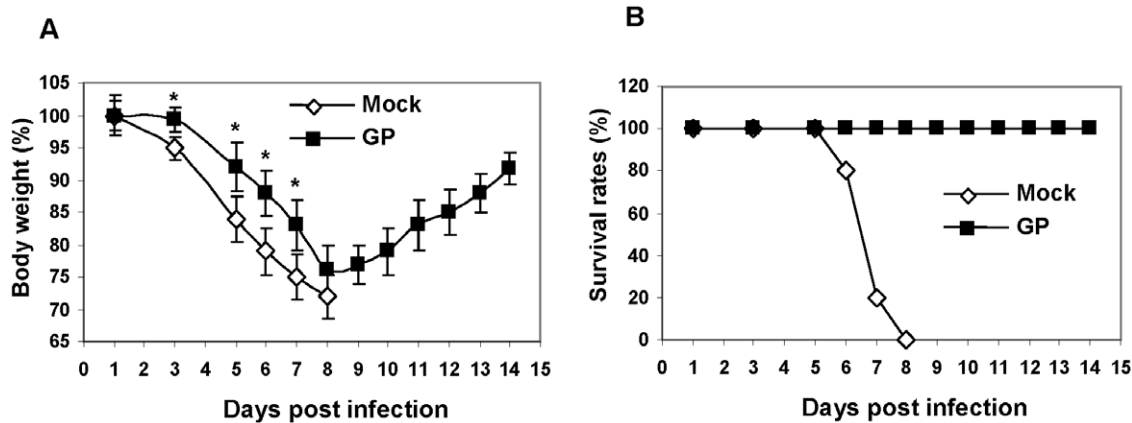 A
Body weight (%)
105
100
95
90
85
80
75
70
65
* * * *
Mock
GP
0 1 2 3 4 5 6 7 8 9 10 11 12 13 14 15
Days post infection
B
Survival rates (%)
120
100
80
60
40
20
0
Mock
GP
0 1 2 3 4 5 6 7 8 9 10 11 12 13 14 15
Days post infection